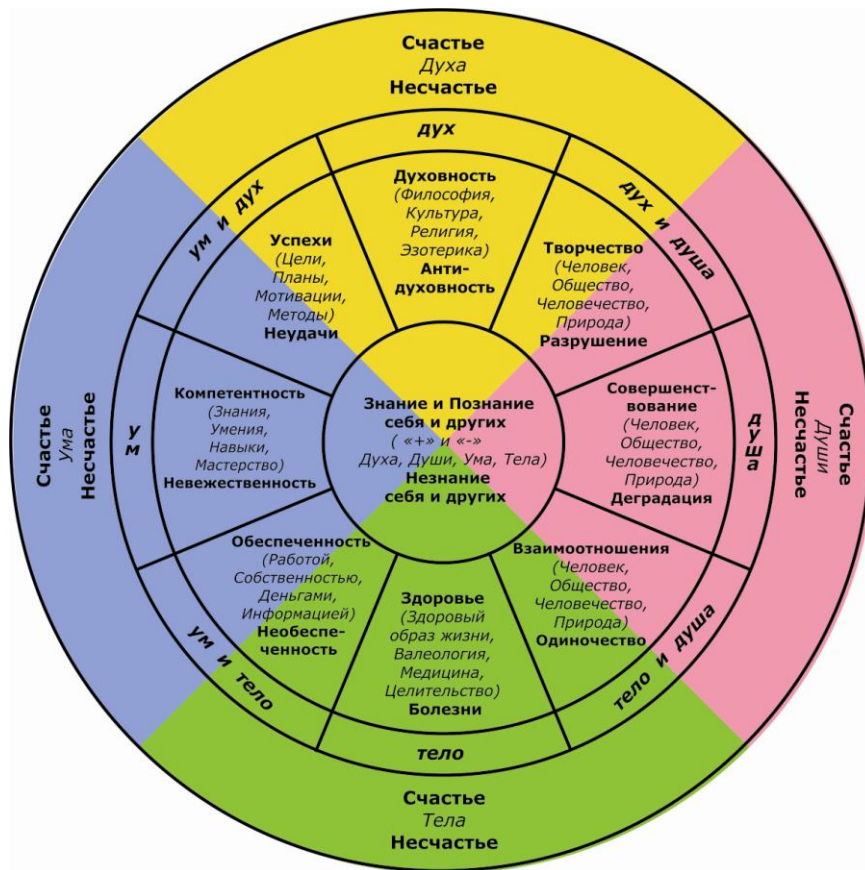 Счастье
Духа
Несчастье
дух
ум и дух
дух и душа
Духовность
(Философия,
Культура,
Религия,
Эзотерика)
Анти-
духовность
Успехи
(Цели,
Планы,
Мотивации,
Методы)
Неудачи
Творчество
(Человек,
Общество,
Человечество,
Природа)
Разрушение
Счастье
Ума
Несчастье
ум
Компетентность
(Знания,
Умения,
Навыки,
Мастерство)
Невежественность
Знание и Познание
себя и других
( «+» и «-»
Духа, Души, Ума, Тела)
Незнание
себя и других
Совершенст-
вование
(Человек,
Общество,
Человечество,
Природа)
Деградация
душа
Счастье
Души
Несчастье
Обеспеченность
(Работой,
Собственностью,
Деньгами,
Информацией)
Необеспе-
ченность
Здоровье
(Здоровый
образ жизни,
Валеология,
Медицина,
Целительство)
Болезни
Взаимоотношения
(Человек,
Общество,
Человечество,
Природа)
Одиночество
ум и тело
тело
тело и душа
Счастье
Тела
Несчастье